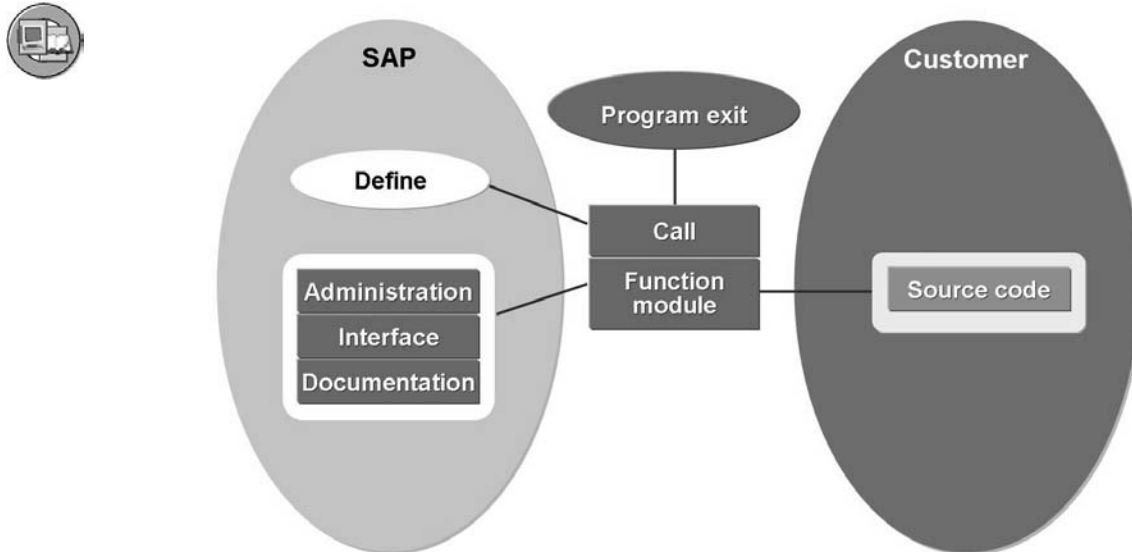 SAP
Customer
Program exit
Define
Call
Function
module
Administration
Interface
Documentation
Source code